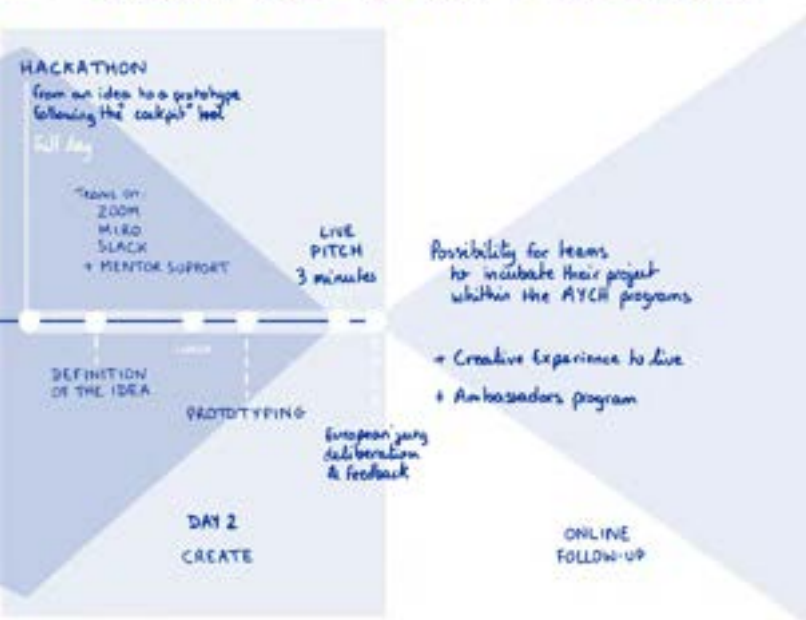 HACKATHON
from an idea to a prototype
following the "cockpit" tool
Full day
Teams on:
ZOOM
MIRO
SLACK
+ MENTOR SUPPORT
LIVE
PITCH
3 minutes
Possibility for teams
to incubate their project
whithin the AYCH programs
DEFINITION
OF THE IDEA
PROTOTYPING
+ Creative Experience to live
+ Ambassadors program
European jury
deliberation
& feedback
DAY 2
CREATE
ONLINE
FOLLOW-UP